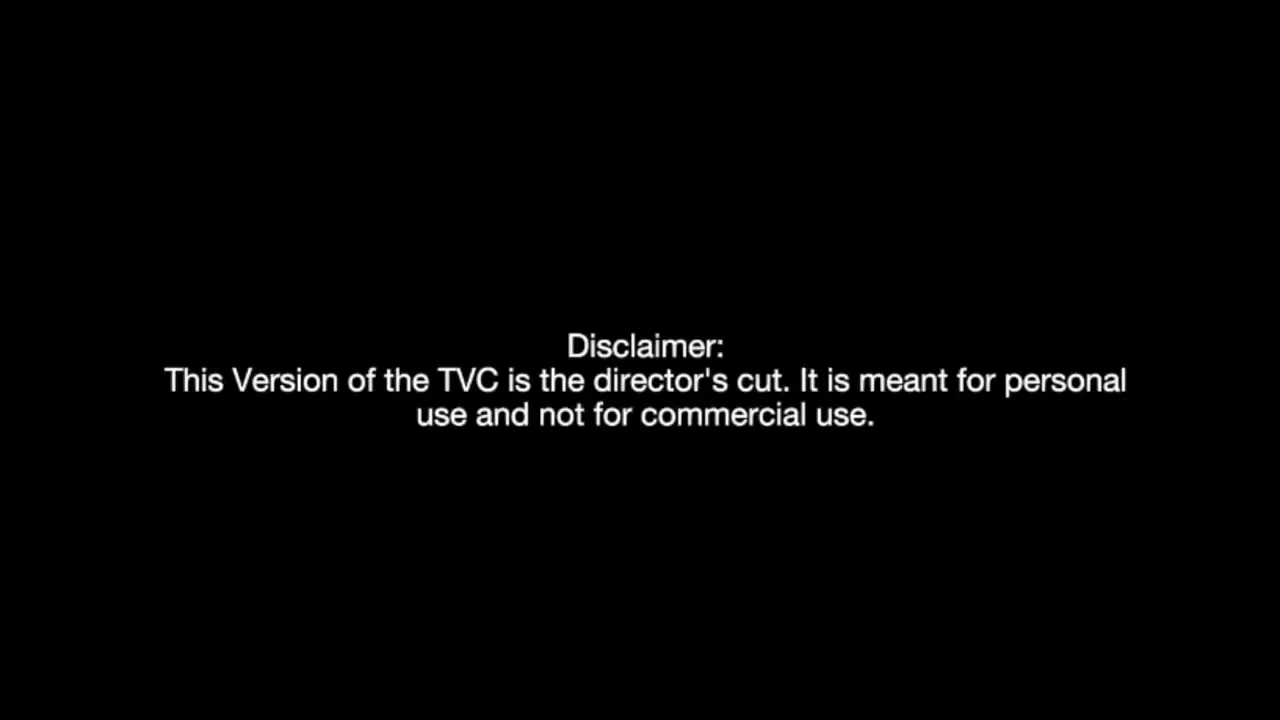 Disclaimer:
This Version of the TVC is the director's cut. It is meant for personal
use and not for commercial use.